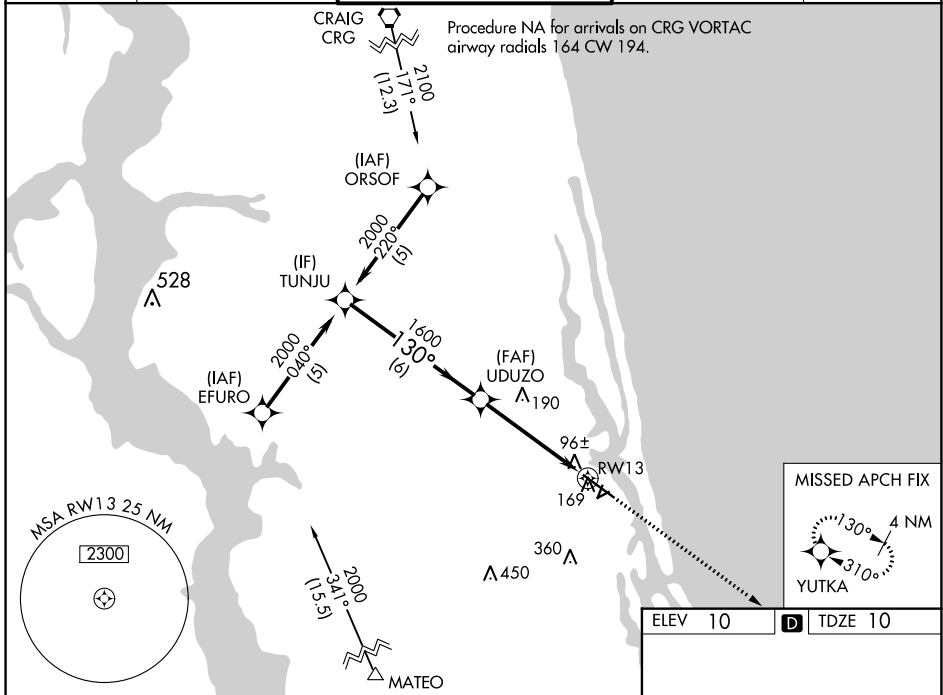 CRAIG
CRG
Procedure NA for arrivals on CRG VORTAC
airway radials 164 CW 194.
2100
171°
(12.3)
(IAF)
ORSOF
2000
220°
(5)
(IF)
TUNJU
528
1600
130°
(6)
2000
040°
(5)
(IAF)
EFURO
(FAF)
UDUZO
190
96±
RW13
169
MISSED APCH FIX
130°
4 NM
310°
YUTKA
MSA RW13 25 NM
2300
360
450
2000
341°
(15.5)
MATEO
ELEV 10 D TDZE 10